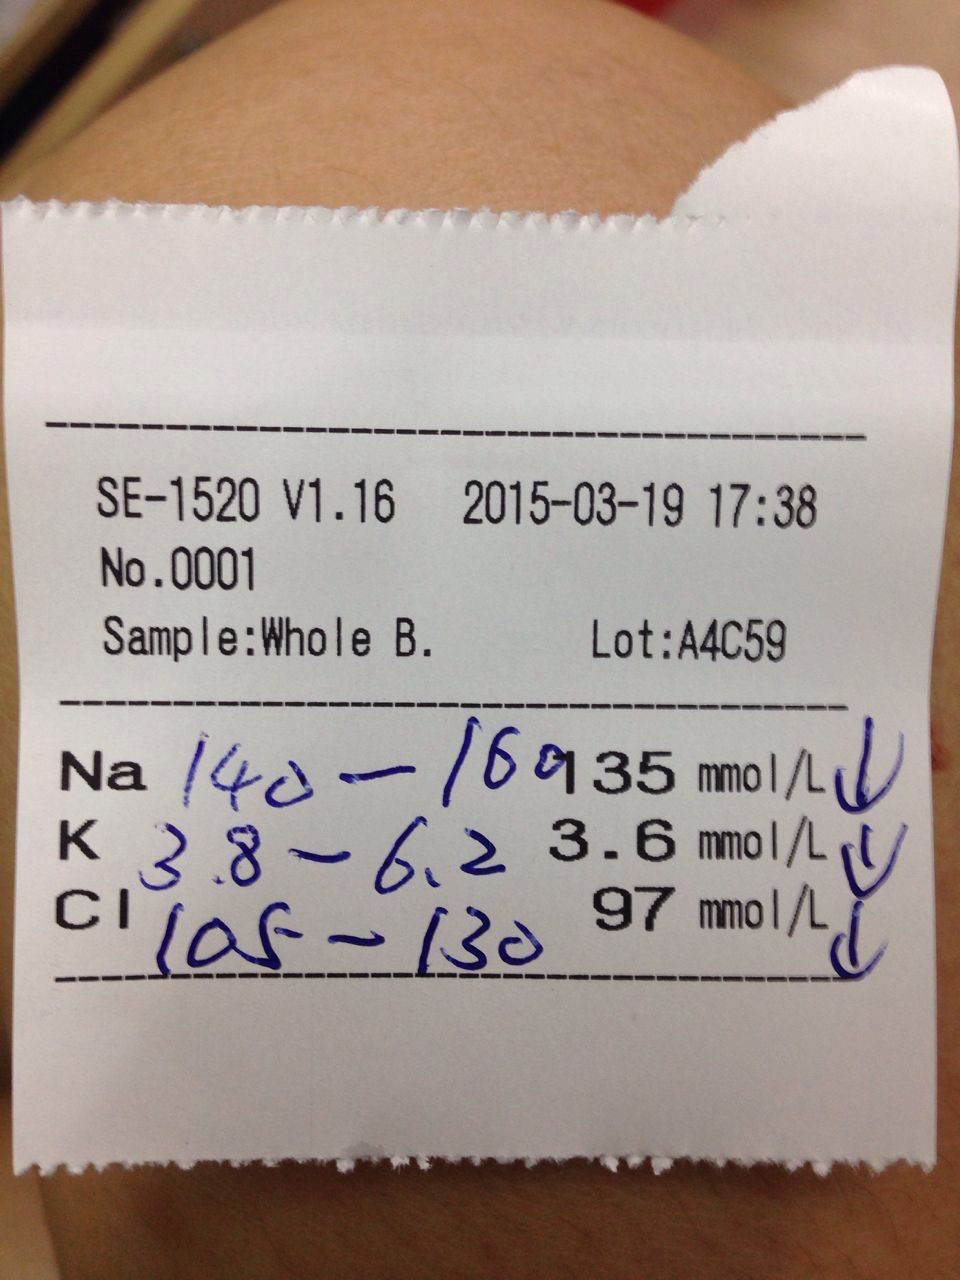 SE-1520 V1.16 2015-03-19 17:38
No.0001
Sample:Whole B. Lot:A4C59
Na 140-160 135 mmol/L ↓
K 3.8-6.2 3.6 mmol/L ↓
Cl 105-130 97 mmol/L ↓